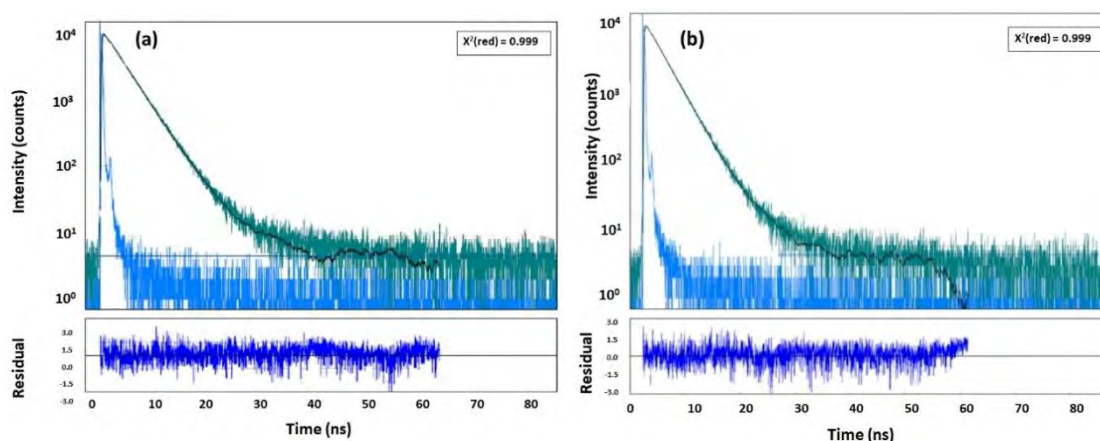 (a)
X²(red) = 0.999
Intensity (counts)
10⁴
10³
10²
10¹
10⁰
Residual
3.0
1.5
0.0
-1.5
-3.0
0 10 20 30 40 50 60 70 80
Time (ns)
(b)
X²(red) = 0.999
Intensity (counts)
10⁴
10³
10²
10¹
10⁰
Residual
3.0
1.5
0.0
-1.5
-3.0
0 10 20 30 40 50 60 70 80
Time (ns)